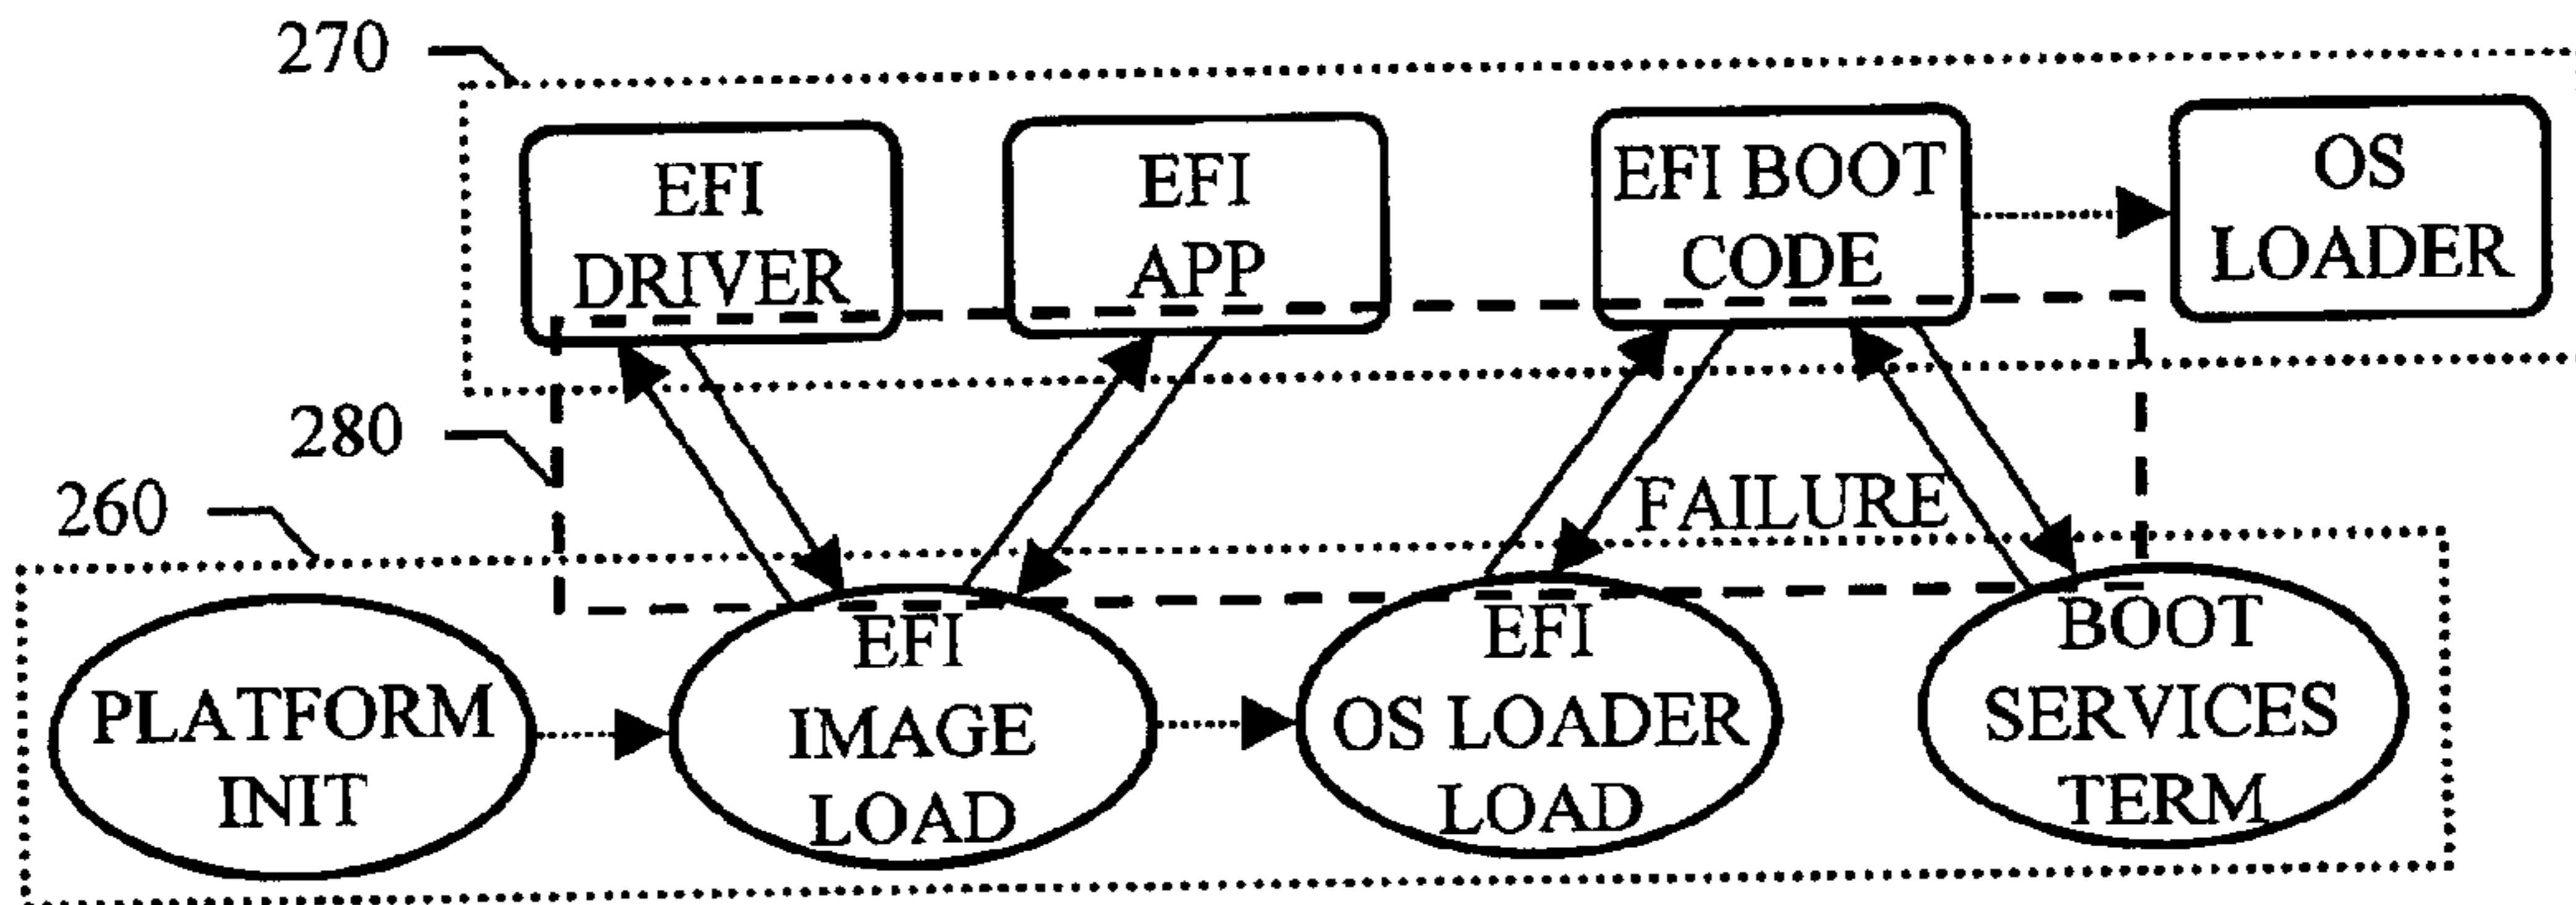 270
EFI
DRIVER
EFI
APP
EFI BOOT
CODE
OS
LOADER
280
FAILURE
260
PLATFORM
INIT
EFI
IMAGE
LOAD
EFI
OS LOADER
LOAD
BOOT
SERVICES
TERM